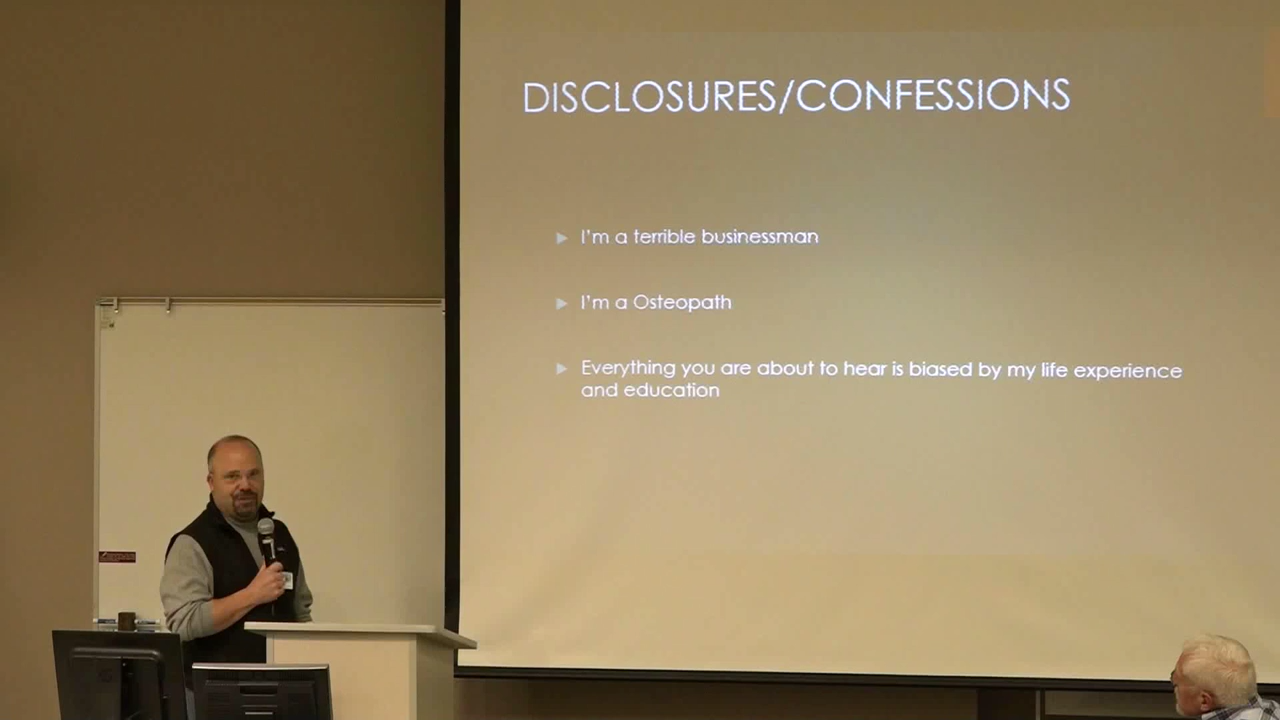 DISCLOSURES/CONFESSIONS
I'm a terrible businessman
I'm a Osteopath
Everything you are about to hear is biased by my life experience
and education